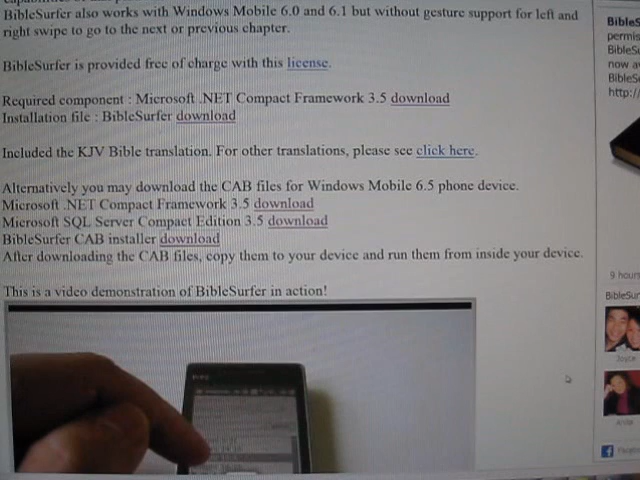 BibleSurfer also works with Windows Mobile 6.0 and 6.1 but without gesture support for left and
right swipe to go to the next or previous chapter.
BibleSurfer is provided free of charge with this license.
Required component : Microsoft .NET Compact Framework 3.5 download
Installation file : BibleSurfer download
Included the KJV Bible translation. For other translations, please see click here.
Alternatively you may download the CAB files for Windows Mobile 6.5 phone device.
Microsoft .NET Compact Framework 3.5 download
Microsoft SQL Server Compact Edition 3.5 download
BibleSurfer CAB installer download
After downloading the CAB files, copy them to your device and run them from inside your device.
This is a video demonstration of BibleSurfer in action!
BibleS
permis
BibleSu
now av
BibleSu
http://
9 hours
BibleSur
Joyce